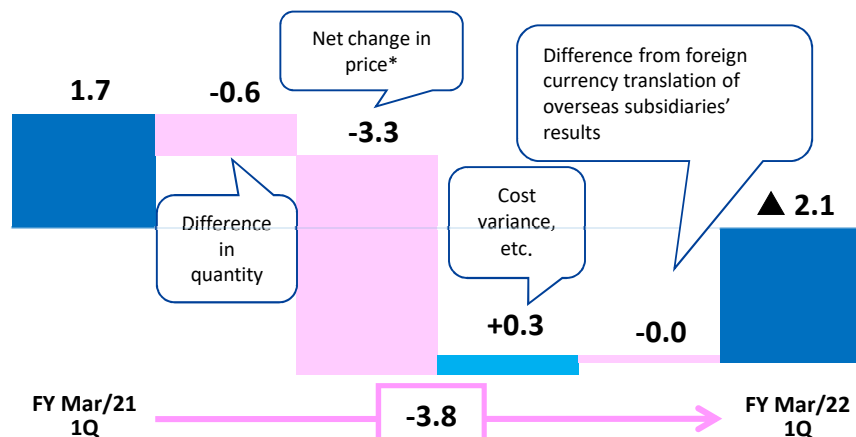 Net change in
price*
Difference from foreign
currency translation of
overseas subsidiaries’
results
1.7
-0.6
-3.3
Difference
in
quantity
Cost
variance,
etc.
▲ 2.1
+0.3
-0.0
FY Mar/21
1Q
-3.8
FY Mar/22
1Q